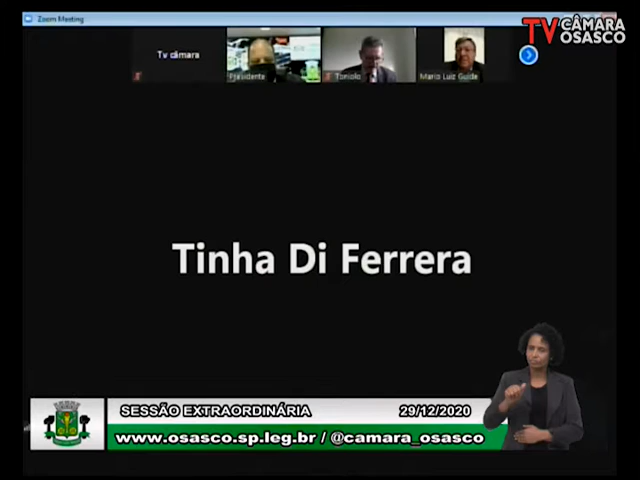 Zoom Meeting
TV CÂMARA
OSASCO
Tv câmara
Presidente
Toniolo
Mario Luiz Guide
Tinha Di Ferrera
SESSÃO EXTRAORDINÁRIA 29/12/2020
www.osasco.sp.leg.br / @camara_osasco